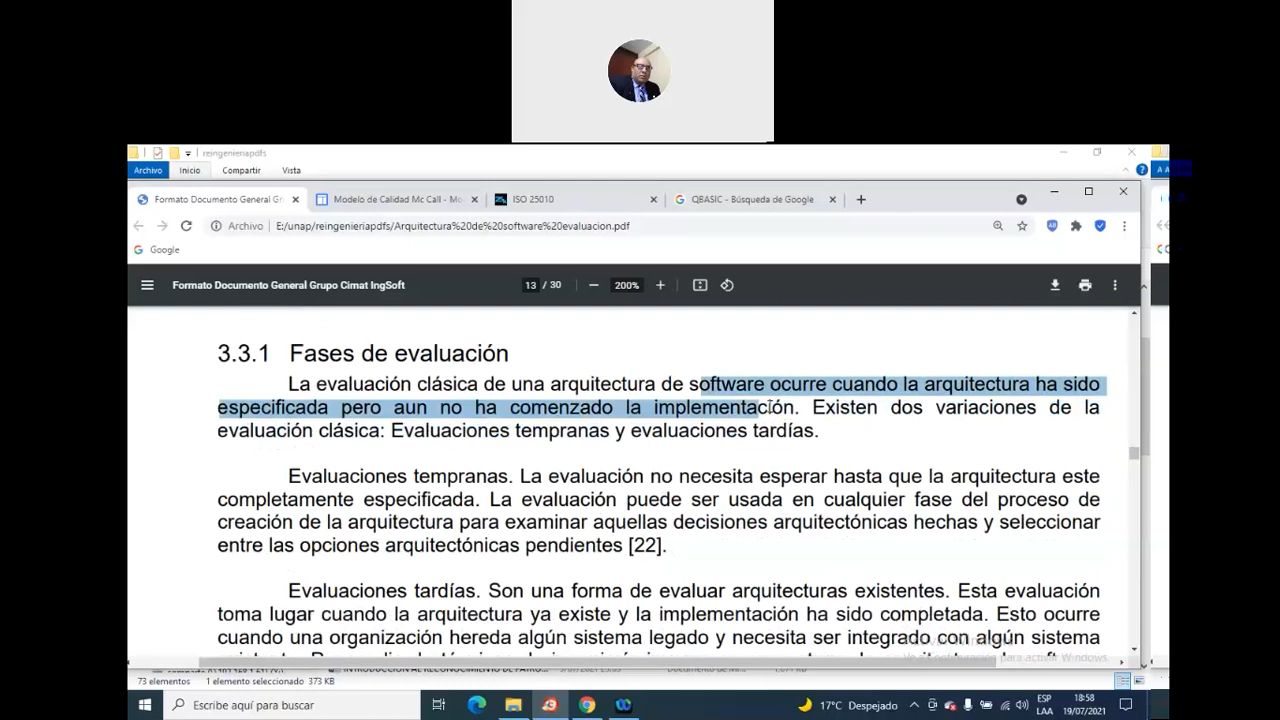 reingenieriapdfs
Archivo Inicio Compartir Vista
Formato Documento General Gr Modelo de Calidad Mc Call - Mo ISO 25010 QBASIC - Búsqueda de Google
Archivo E:/unap/reingenieriapdfs/Arquitectura%20de%20software%20evaluacion.pdf
Google
Formato Documento General Grupo Cimat IngSoft 13 / 30 200%
3.3.1 Fases de evaluación
La evaluación clásica de una arquitectura de software ocurre cuando la arquitectura ha sido
especificada pero aun no ha comenzado la implementación. Existen dos variaciones de la
evaluación clásica: Evaluaciones tempranas y evaluaciones tardías.
Evaluaciones tempranas. La evaluación no necesita esperar hasta que la arquitectura este
completamente especificada. La evaluación puede ser usada en cualquier fase del proceso de
creación de la arquitectura para examinar aquellas decisiones arquitectónicas hechas y seleccionar
entre las opciones arquitectónicas pendientes [22].
Evaluaciones tardías. Son una forma de evaluar arquitecturas existentes. Esta evaluación
toma lugar cuando la arquitectura ya existe y la implementación ha sido completada. Esto ocurre
cuando una organización hereda algún sistema legado y necesita ser integrado a algún sistema
73 elementos 1 elemento seleccionado 373 KB
Escribe aquí para buscar
17°C Despejado
ESP
LAA
18:58
19/07/2021